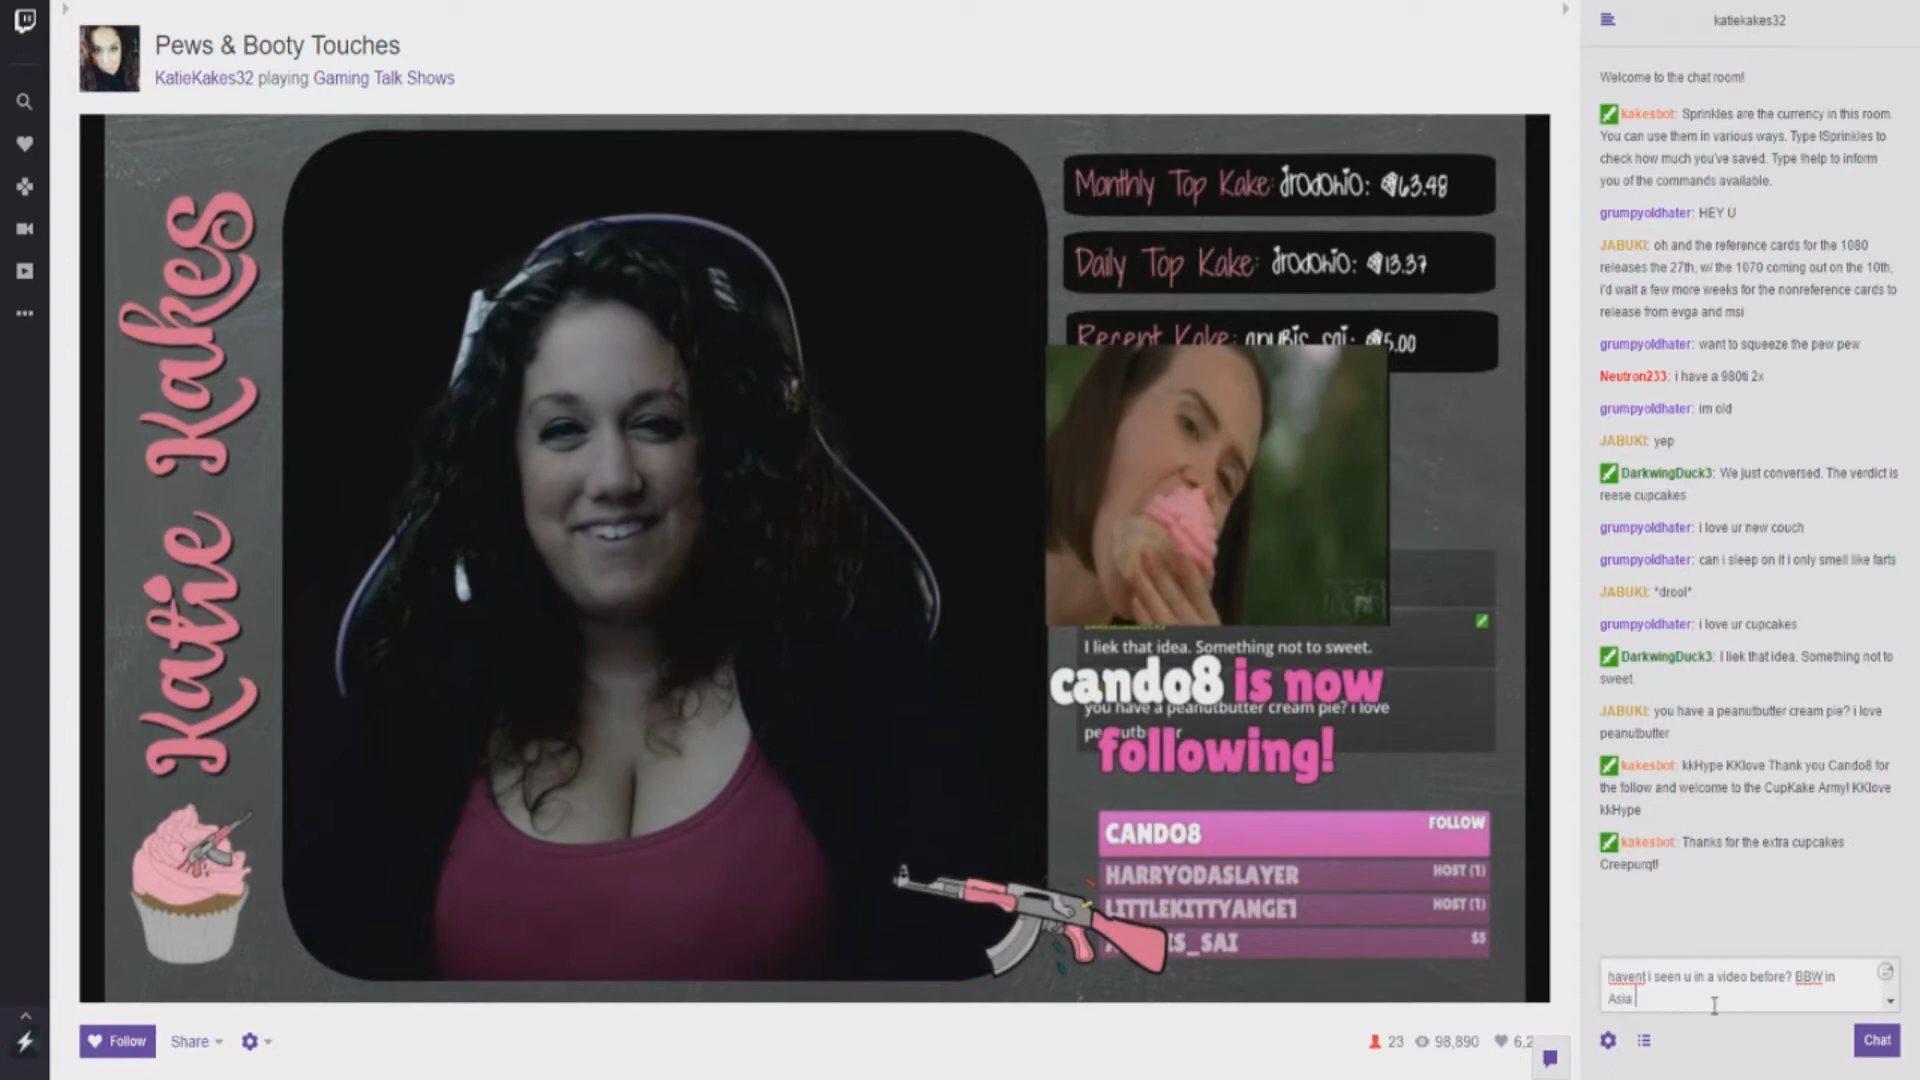 Pews & Booty Touches
KatieKakes32 playing Gaming Talk Shows
Katie Kakes
Monthly Top Kake: drodohio: 63.48
Daily Top Kake: drodohio: 13.37
Recent Kake: anubis_sai: 5.00
I liek that idea. Something not to sweet.
cando8 is now
you have a peanutbutter cream pie? i love
following!
CANDO8 FOLLOW
HARRYODASLAYER HOST (1)
LITTLEKITTYANGE1 HOST (1)
IS_SAI $5
Follow
Share
23 98,890 6,2
katiekakes32
Welcome to the chat room!
kakesbot: Sprinkles are the currency in this room.
You can use them in various ways. Type !Sprinkles to
check how much you've saved. Type !help to inform
you of the commands available.
grumpyoldhater: HEY U
JABUKI: oh and the reference cards for the 1080
releases the 27th, w/ the 1070 coming out on the 10th,
i'd wait a few more weeks for the nonreference cards to
release from evga and msi
grumpyoldhater: want to squeeze the pew pew
Neutron233: i have a 980ti 2x
grumpyoldhater: im old
JABUKI: yep
DarkwingDuck3: We just conversed. The verdict is
reese cupcakes
grumpyoldhater: i love ur new couch
grumpyoldhater: can i sleep on it i only smell like farts
JABUKI: *drool*
grumpyoldhater: i love ur cupcakes
DarkwingDuck3: I liek that idea. Something not to
sweet.
JABUKI: you have a peanutbutter cream pie? i love
peanutbutter
kakesbot: kkHype KKlove Thank you Cando8 for
the follow and welcome to the CupKake Army! KKlove
kkHype
kakesbot: Thanks for the extra cupcakes
Creepurqt!
havent i seen u in a video before? BBW in
Asia
Chat